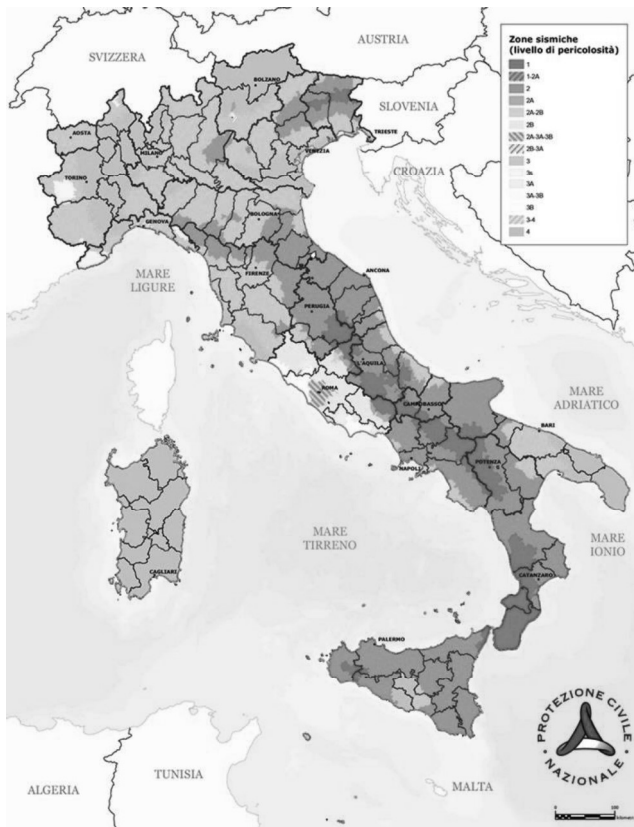 AUSTRIA
SVIZZERA
BOLZANO
SLOVENIA
AOSTA
TRIESTE
MILANO
VENEZIA
CROAZIA
TORINO
BOLOGNA
GENOVA
MARE
LIGURE
FIRENZE
ANCONA
PERUGIA
L'AQUILA
ROMA
CAMPOBASSO
MARE
ADRIATICO
BARI
NAPOLI
POTENZA
MARE
TIRRENO
MARE
IONIO
CAGLIARI
CATANZARO
PALERMO
ALGERIA
TUNISIA
MALTA
Zone sismiche
(livello di pericolosità)
1
1-2A
2
2A
2A-2B
2B
2A-3A-3B
2B-3A
3
3s
3A
3A-3B
3B
3-4
4
PROTEZIONE CIVILE
NAZIONALE
0 100